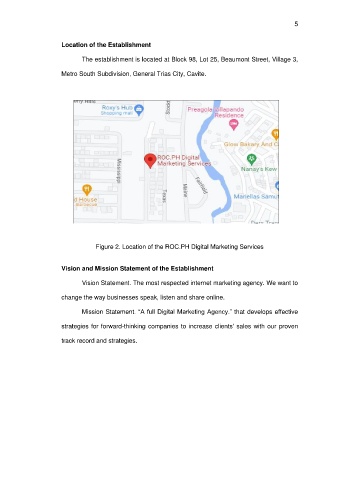 5
Location of the Establishment
The establishment is located at Block 98, Lot 25, Beaumont Street, Village 3,
Metro South Subdivision, General Trias City, Cavite.
Roxy's Hub
Shopping mall
Residence
Glow Bakery And C
ROC.PH Digital
Marketing Services
Nanay's Kaw
Mississippi
Texas
Maine
Fairfield
d House
Marielias Samu
Figure 2. Location of the ROC.PH Digital Marketing Services
Vision and Mission Statement of the Establishment
Vision Statement. The most respected internet marketing agency. We want to
change the way businesses speak, listen and share online.
Mission Statement. “A full Digital Marketing Agency.” that develops effective
strategies for forward-thinking companies to increase clients’ sales with our proven
track record and strategies.